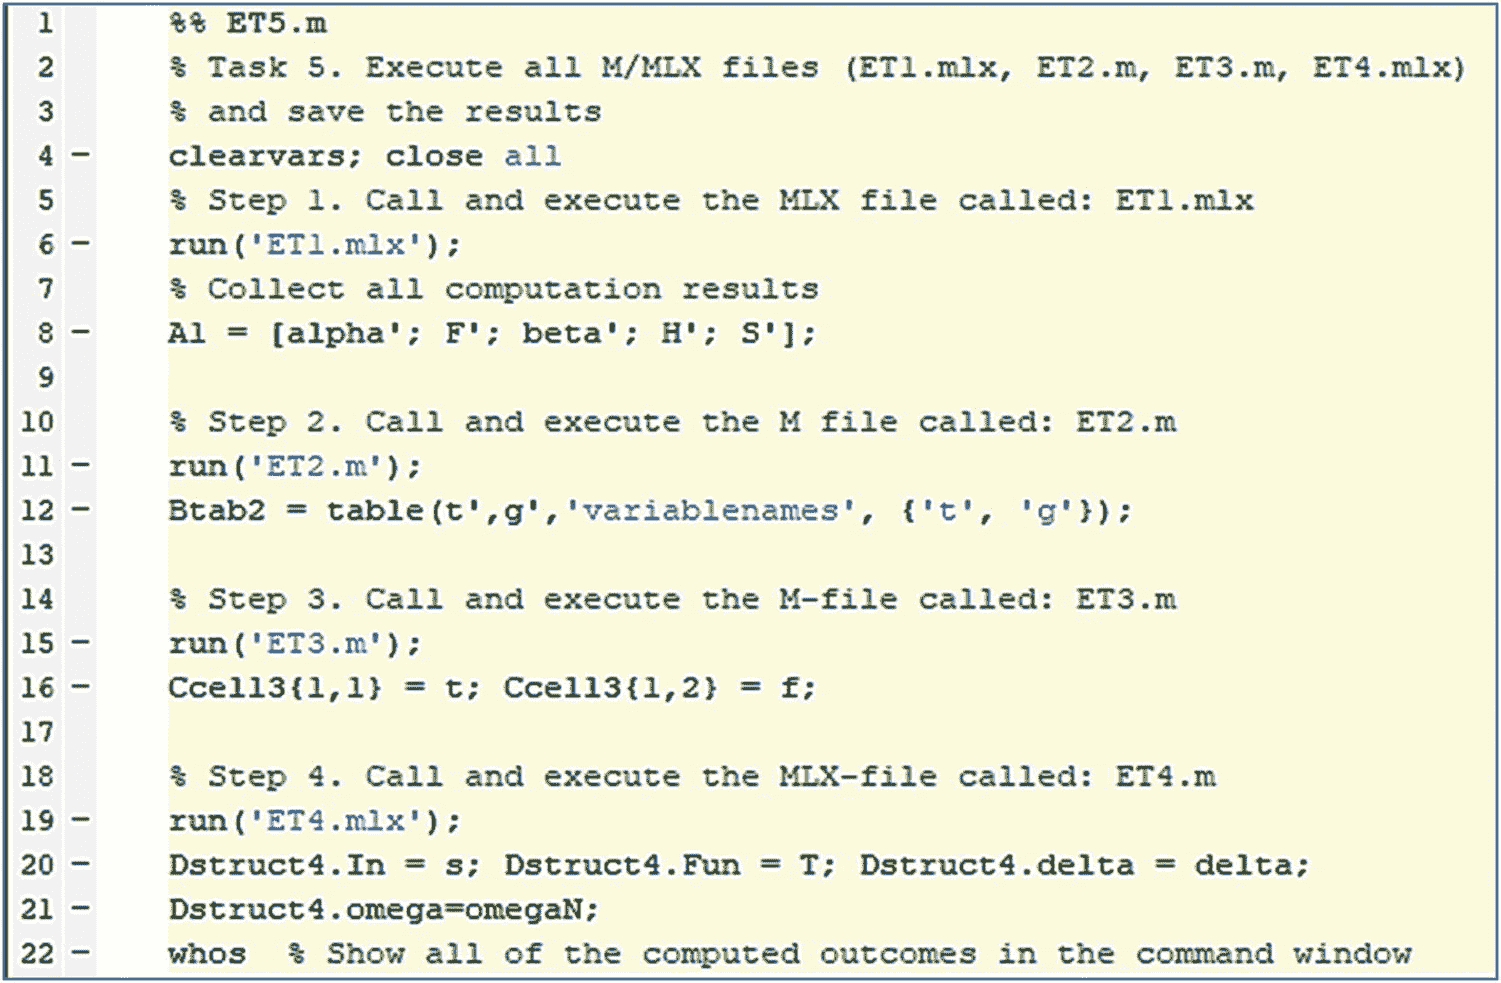 1 %% ET5.m
2 % Task 5. Execute all M/MLX files (ET1.mlx, ET2.m, ET3.m, ET4.mlx)
3 % and save the results
4 - clearvars; close all
5 % Step 1. Call and execute the MLX file called: ET1.mlx
6 - run('ET1.mlx');
7 % Collect all computation results
8 - A1 = [alpha'; F'; beta'; H'; S'];
9
10 % Step 2. Call and execute the M file called: ET2.m
11 - run('ET2.m');
12 - Btab2 = table(t',g','variablenames', {'t', 'g'});
13
14 % Step 3. Call and execute the M-file called: ET3.m
15 - run('ET3.m');
16 - Ccell3{1,1} = t; Ccell3{1,2} = f;
17
18 % Step 4. Call and execute the MLX-file called: ET4.m
19 - run('ET4.mlx');
20 - Dstruct4.In = s; Dstruct4.Fun = T; Dstruct4.delta = delta;
21 - Dstruct4.omega=omegaN;
22 - whos % Show all of the computed outcomes in the command window